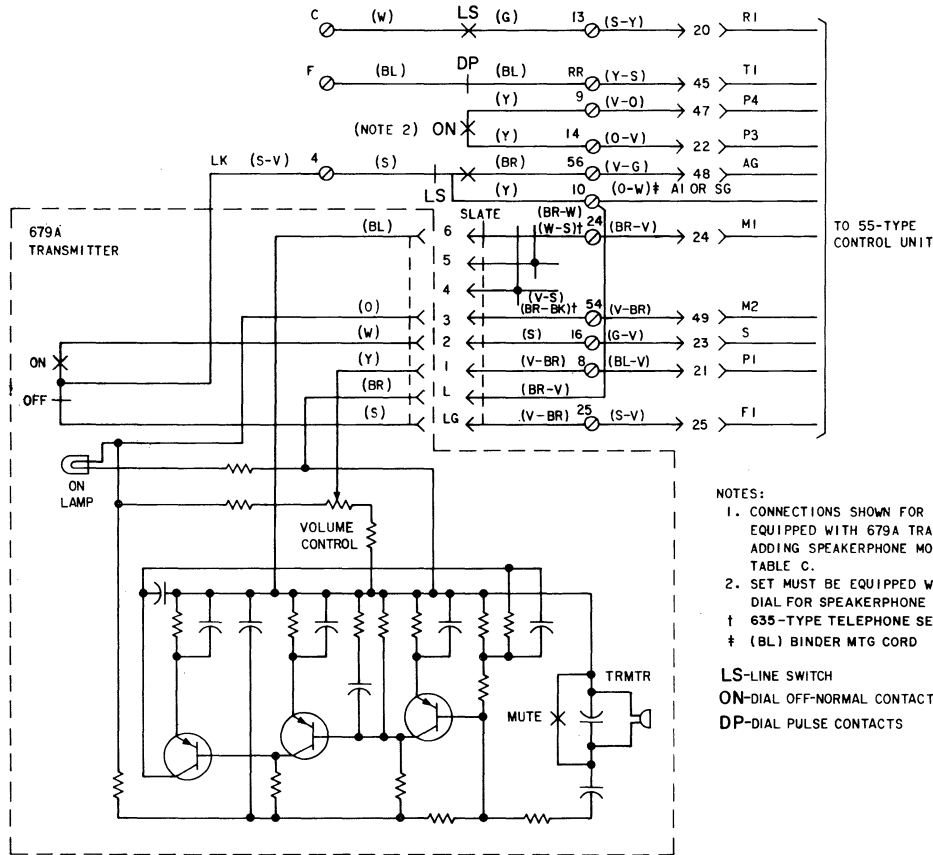 C (W) LS (G) 13 (S-Y) 20 R1
F (BL) DP (BL) RR (Y-S) 45 T1
(Y) 9 (V-O) 47 P4
(NOTE 2) ON
(Y) 14 (O-V) 22 P3
LK (S-V) 4 (S) LS (BR) 56 (V-G) 48 AG
(Y) 10 (O-W)‡ A1 OR SG
679A TRANSMITTER
SLATE
(BL) 6 (BR-W) (W-S)† 24 (BR-V) 24 M1
5
4
(V-S)
(O) 3 (BR-BK)† 54 (V-BR) 49 M2
(W) 2 (S) 16 (G-V) 23 S
(Y) 1 (V-BR) 8 (BL-V) 21 P1
(BR) L (BR-V)
(S) LG (V-BR) 25 (S-V) 25 F1
TO 55-TYPE
CONTROL UNIT
ON
OFF
ON
LAMP
VOLUME
CONTROL
MUTE
TRMTR
NOTES:
1. CONNECTIONS SHOWN FOR
EQUIPPED WITH 679A TRA
ADDING SPEAKERPHONE MO
TABLE C.
2. SET MUST BE EQUIPPED W
DIAL FOR SPEAKERPHONE
† 635-TYPE TELEPHONE SE
‡ (BL) BINDER MTG CORD
LS-LINE SWITCH
ON-DIAL OFF-NORMAL CONTACT
DP-DIAL PULSE CONTACTS